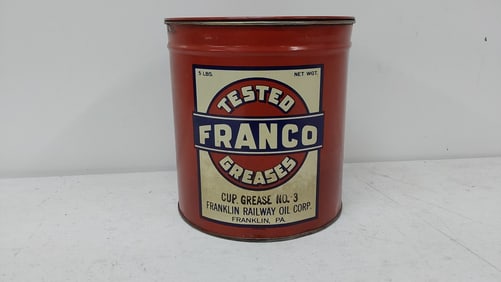 5 LBS. NET WGT.
TESTED
FRANCO
GREASES
CUP GREASE NO. 3
FRANKLIN RAILWAY OIL CORP.
FRANKLIN, PA.